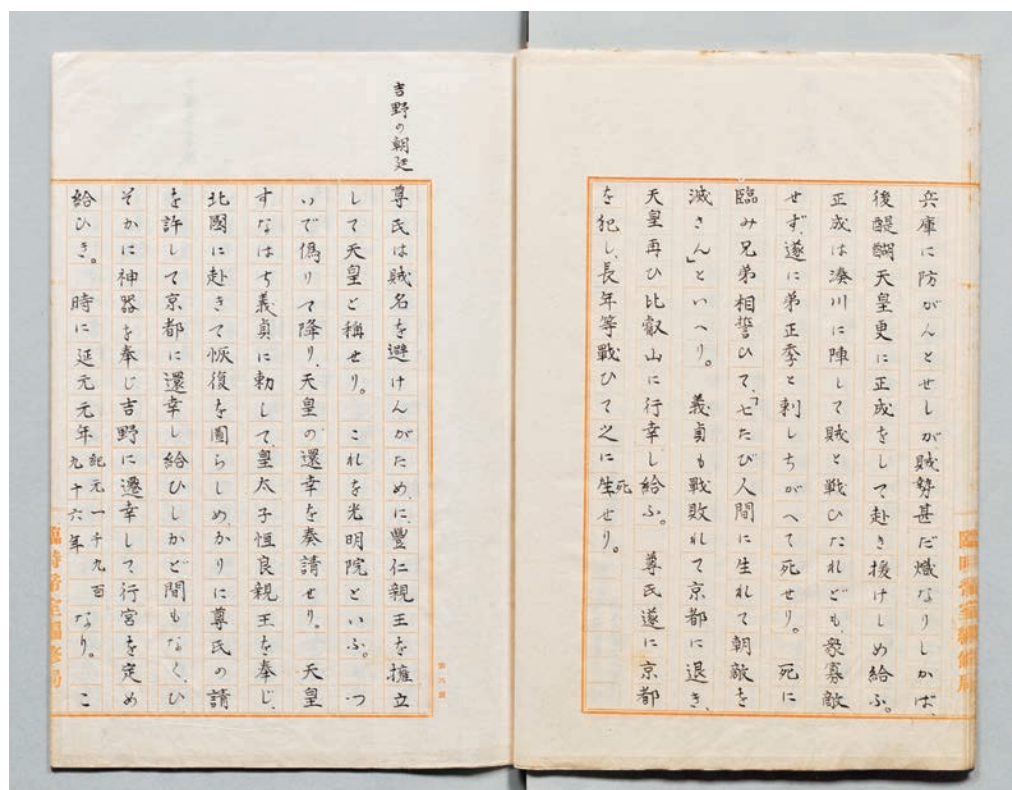 兵庫に防がんとせしが賊勢甚だ熾なりしかば、
後醍醐天皇更に正成をして赴き援けしめ給ふ。
正成は湊川に陣して賊と戰ひたれども、衆寡敵
せず、遂に弟正季と刺しちがへて死せり。死に
臨み兄弟相誓ひて、「七たび人間に生れて朝敵を
滅さん」といへり。義貞も戰敗れて京都に退き、
天皇再ひ比叡山に行幸し給ふ。尊氏遂に京都
を犯し、長年等戰ひて之に死せり。
吉野の朝廷
尊氏は賊名を避けんがため、に豐仁親王を擁立
して天皇と稱せり。これを光明院といふ。つ
いで僞りて降り、天皇の還幸を奏請せり。天皇
すなはち義貞に勅して、皇太子恒良親王を奉じ、
北國に赴きて恢復を圖らしめ、かりに尊氏の請
を許して京都に還幸し給ひしかど間もなく、ひ
そかに神器を奉じ吉野に遷幸して行宮を定め
給ひき。時に延元元年紀元一千九百九十六年なり。こ
臨時帝室編修局
臨時帝室編修局